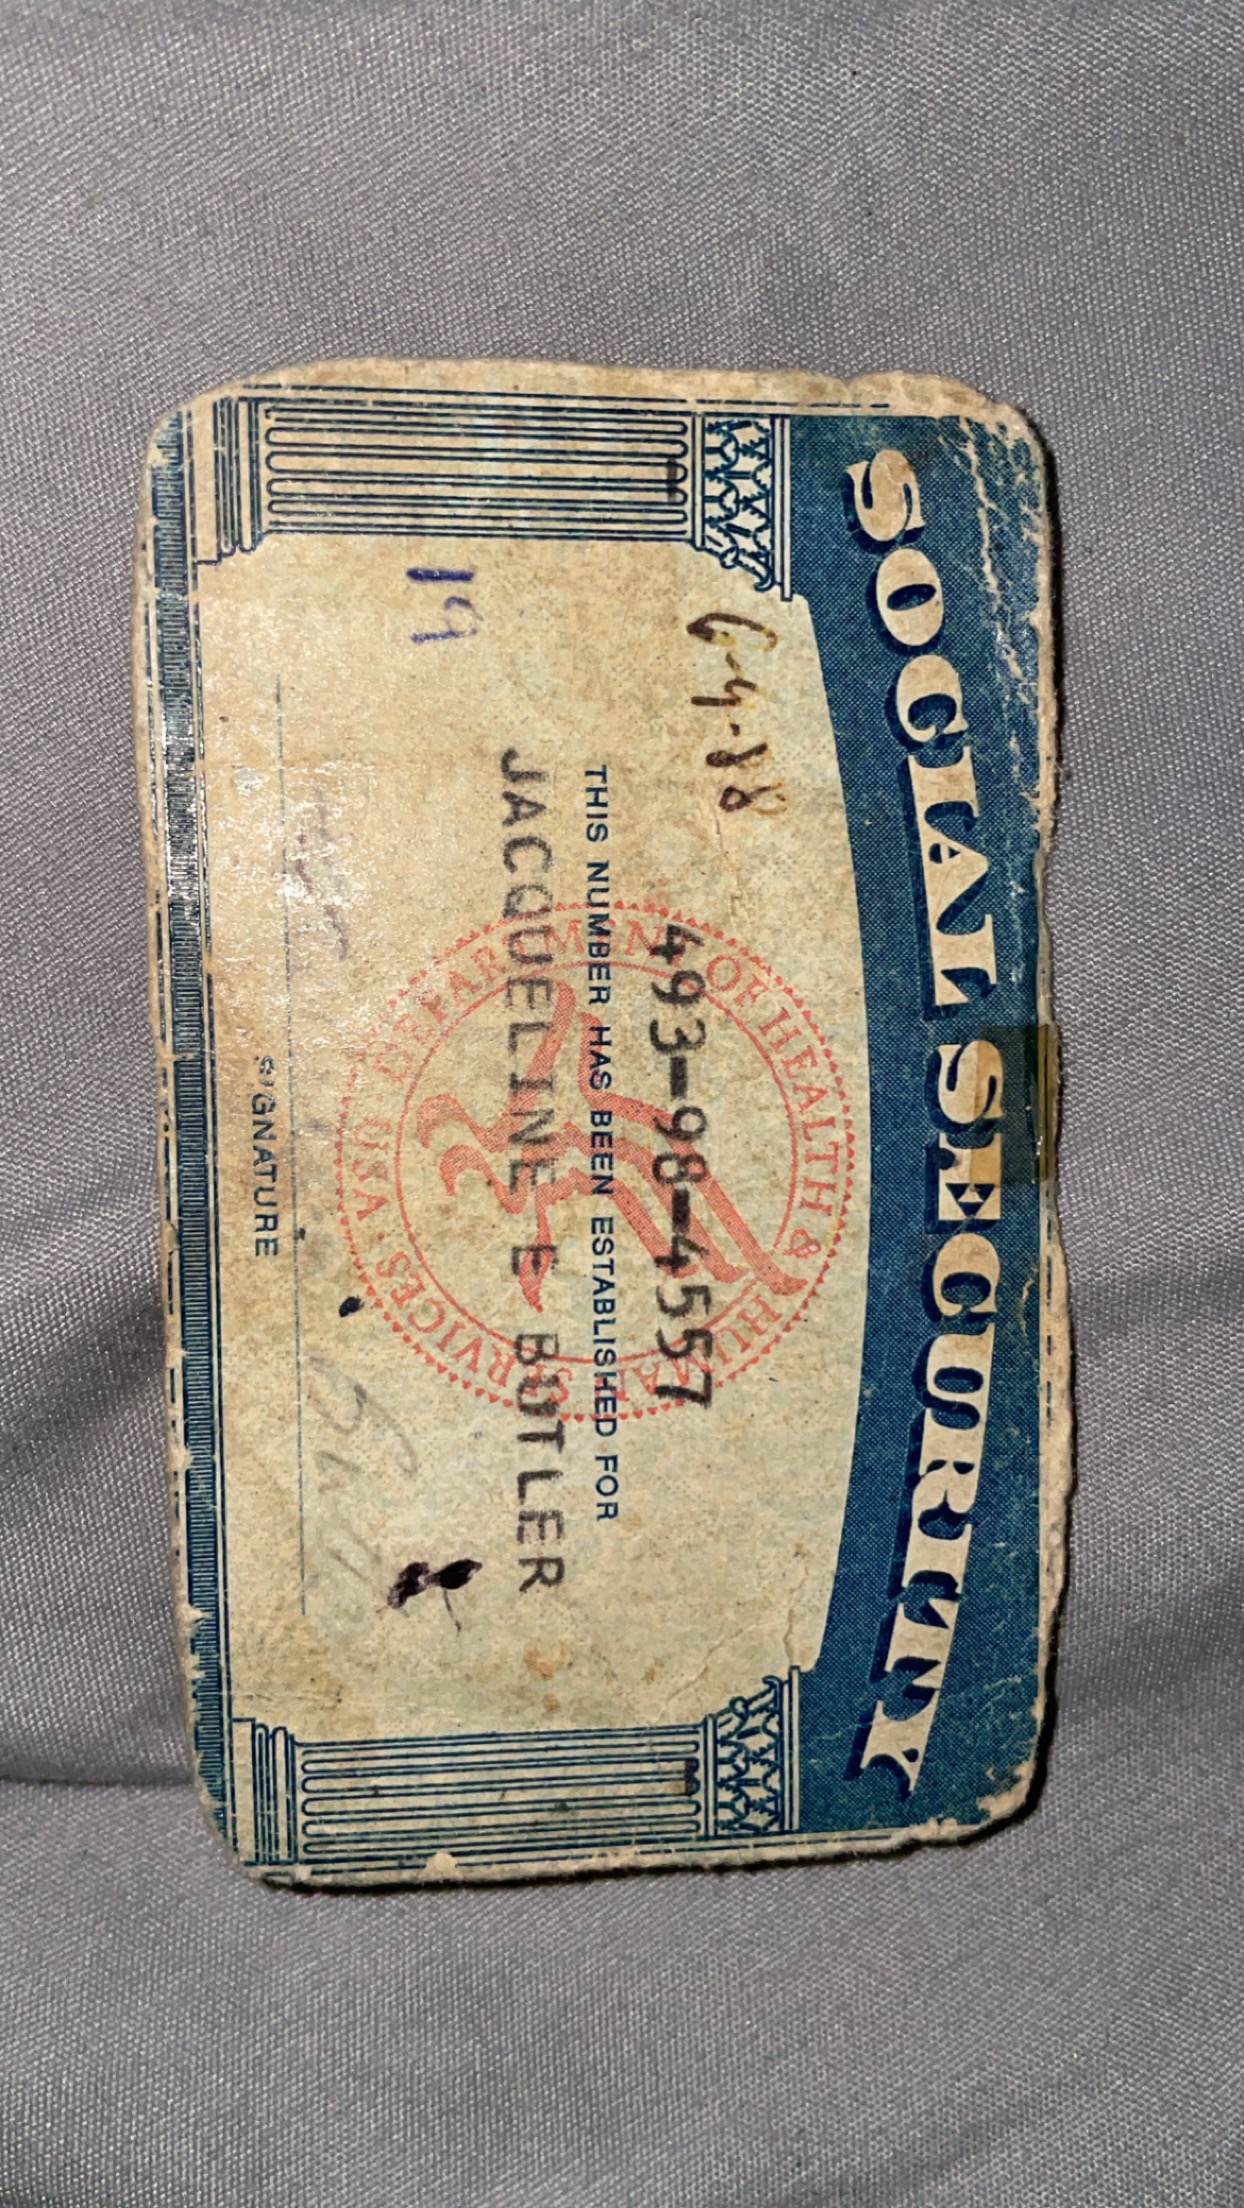 SOCIAL SECURITY
6-9-88
493-98-4557
THIS NUMBER HAS BEEN ESTABLISHED FOR
JACQUELINE E BUTLER
19
DEPARTMENT OF HEALTH & HUMAN SERVICES · USA
SIGNATURE